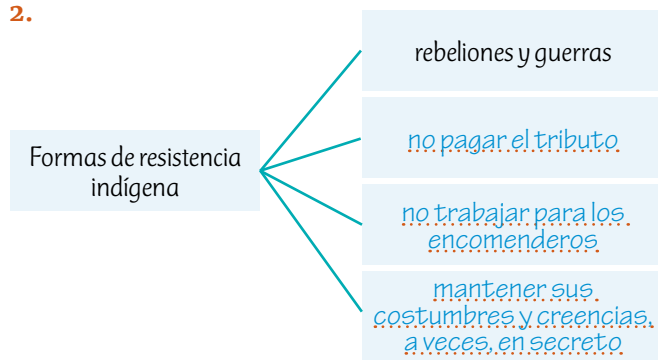 2.
Formas de resistencia
indígena
rebeliones y guerras
no pagar el tributo
no trabajar para los
encomenderos
mantener sus
costumbres y creencias,
a veces, en secreto